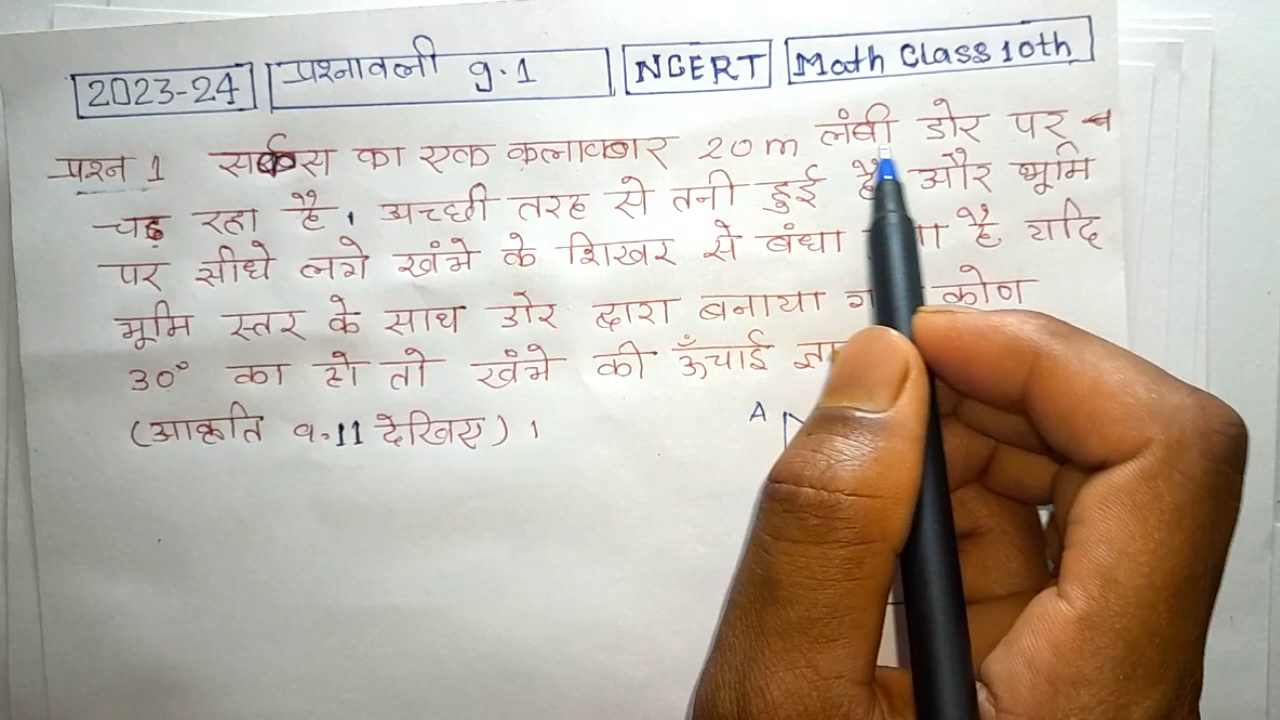 2023-24 प्रश्नावली 9.1 NCERT Math Class 10th
प्रश्न 1 सर्कस का एक कलाकार 20 m लंबी डोर पर च
चढ़ रहा है। अच्छी तरह से तनी हुई है और भूमि
पर सीधे लगे खंभे के शिखर से बंधा है यदि
भूमि स्तर के साथ डोर द्वारा बनाया कोण
30° का हो तो खंभे की ऊँचाई
(आकृति 9.11 देखिए)।
A